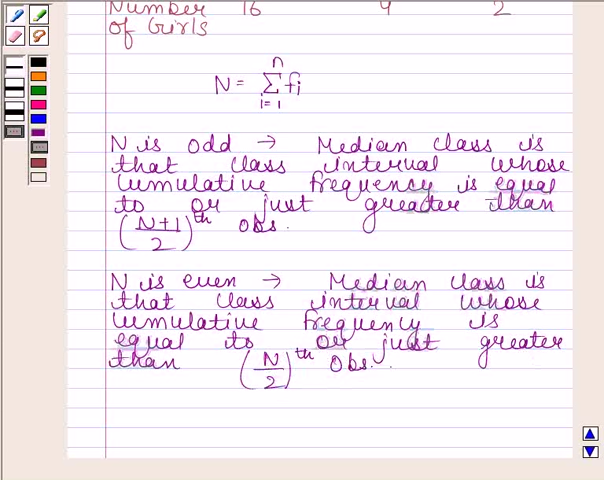 Number 16 4 2
of Girls
N = n Σ i=1 fi
N is odd → Median class is
that class interval whose
cumulative frequency is equal
to or just greater than
(N+1/2)th obs.
N is even → Median class is
that class interval whose
cumulative frequency is
equal to or just greater
than (N/2)th obs.